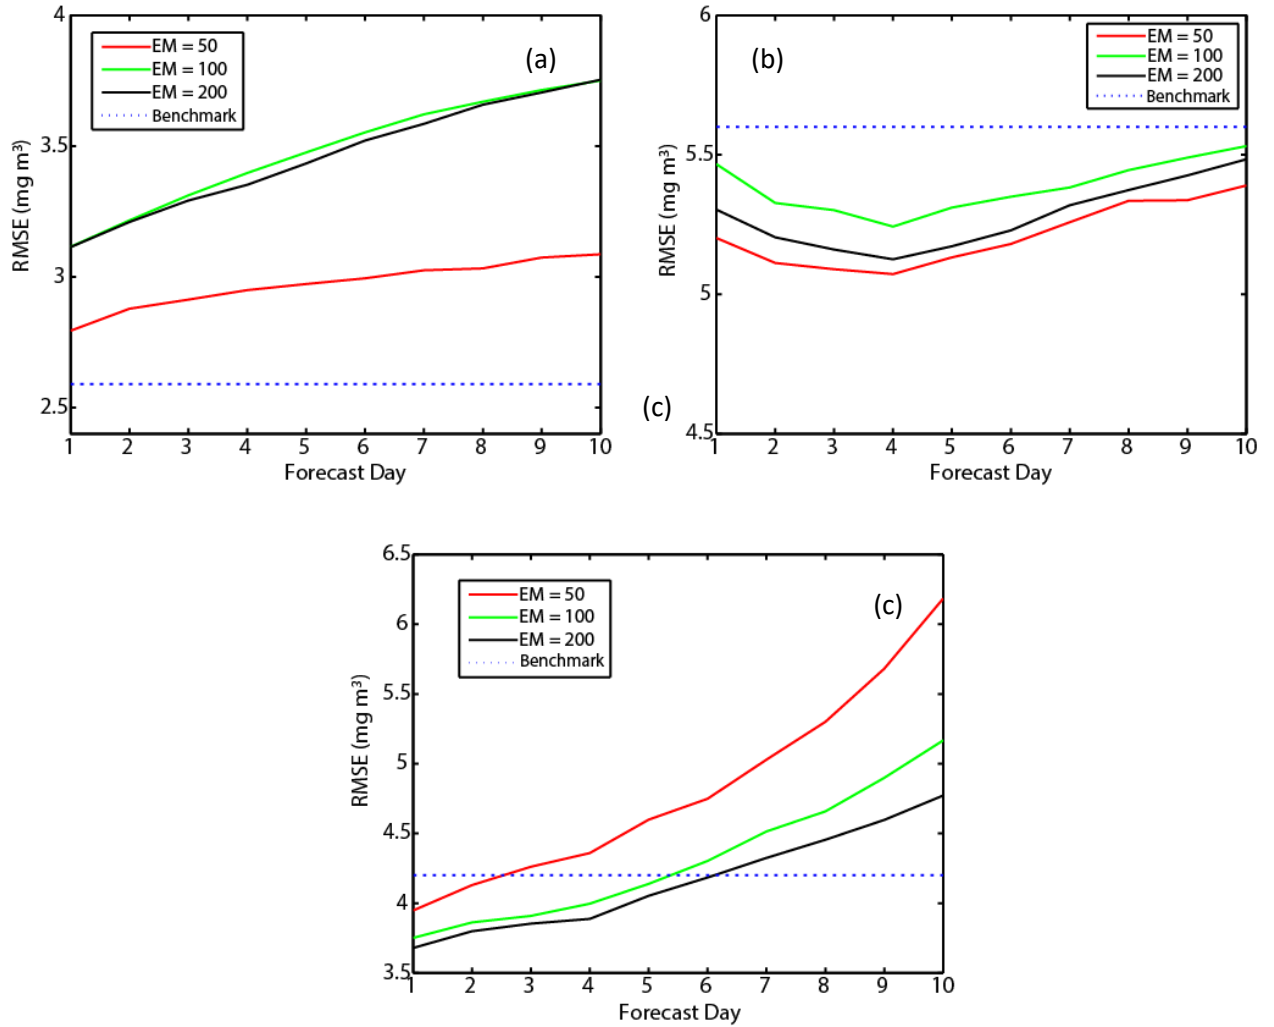 4
3.5
3
2.5
RMSE (mg m³)
EM = 50
EM = 100
EM = 200
Benchmark
(a)
1 2 3 4 5 6 7 8 9 10
Forecast Day
6
5.5
5
4.5
RMSE (mg m³)
(b)
EM = 50
EM = 100
EM = 200
Benchmark
1 2 3 4 5 6 7 8 9 10
Forecast Day
(c)
6.5
6
5.5
5
4.5
4
3.5
RMSE (mg m³)
EM = 50
EM = 100
EM = 200
Benchmark
(c)
1 2 3 4 5 6 7 8 9 10
Forecast Day